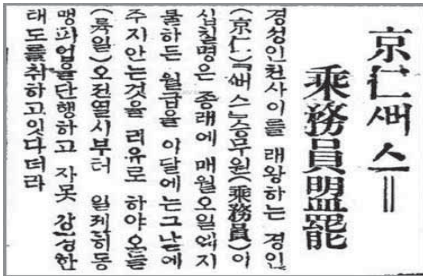 京仁ᄲᅢ스=
乘務員盟罷
경성인천사이를 래왕하는 경인
(京仁)「ᄲᅢ스」승무원(乘務員)이
십칠명은 종래에 매월오일에지
불하든 월급을 이달에는그날에
주지안는것을 리유로 하야오늘
(륙일)오전열시부터 일제히동
맹파업을단행하고 자못 강경한
태도를취하고잇다더라